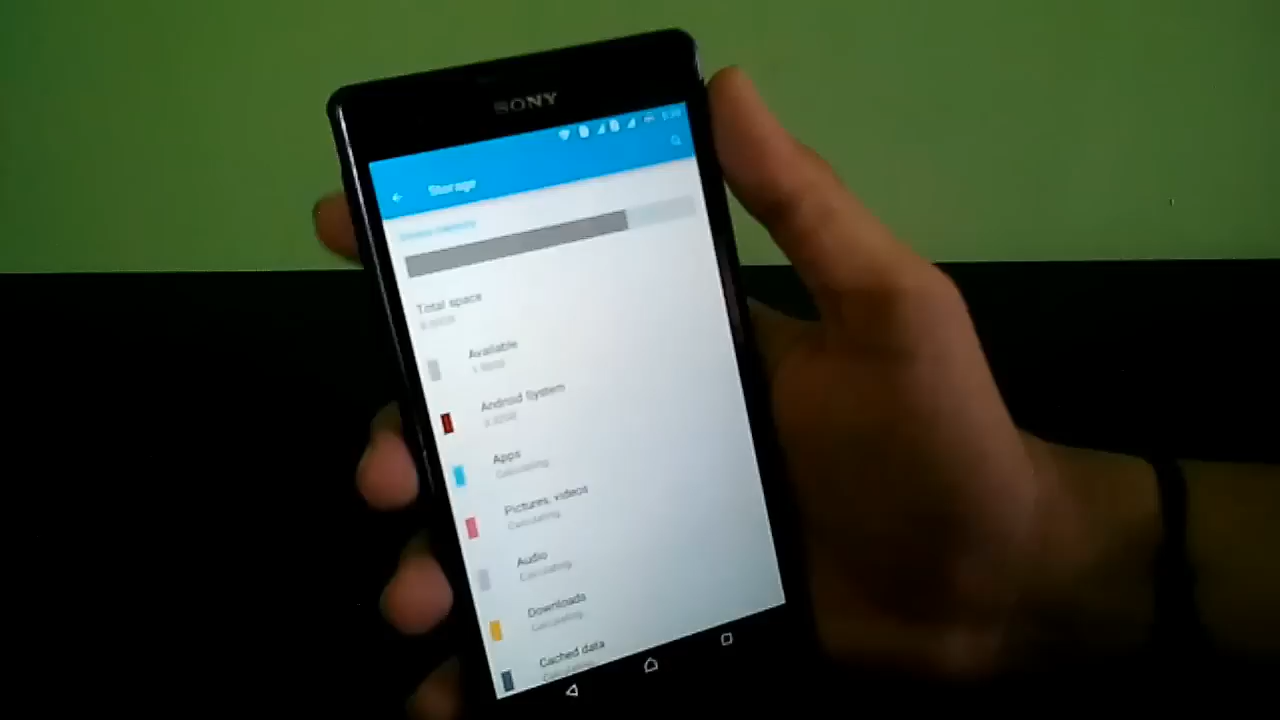 SONY
Storage
Total space
Available
Android System
Apps
Calculating...
Pictures, videos
Calculating...
Audio
Calculating...
Downloads
Calculating...
Cached data